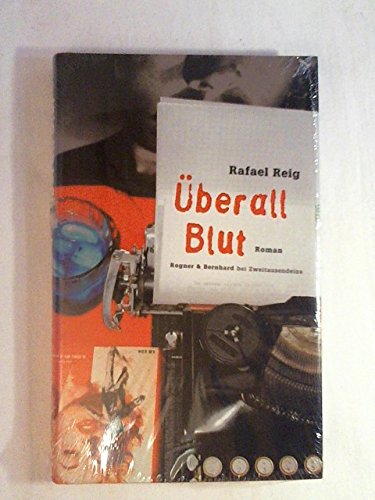 Rafael Reig
Überall
Blut Roman
Rogner & Bernhard bei Zweitausendeins